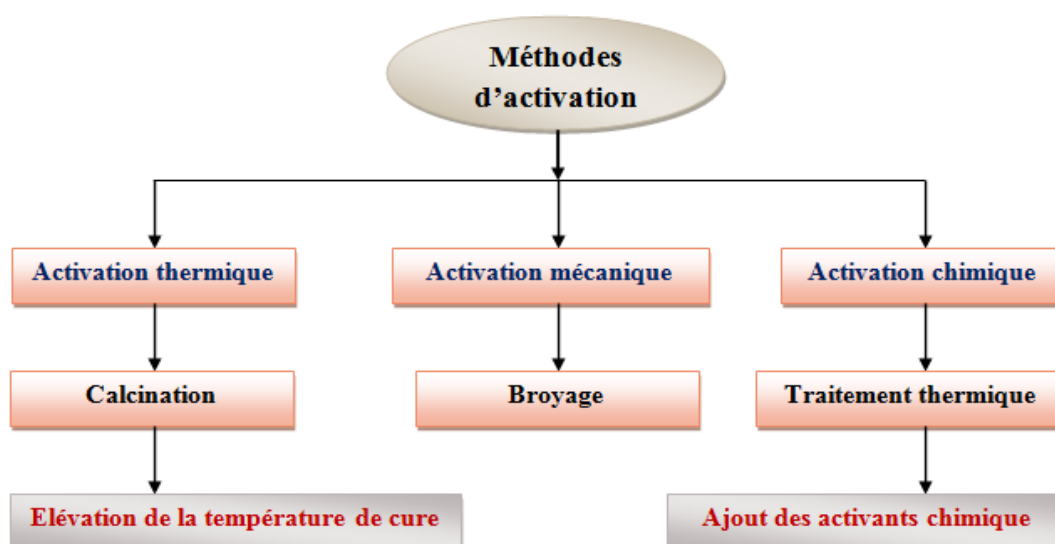 Méthodes
d’activation
Activation thermique
Activation mécanique
Activation chimique
Calcination
Broyage
Traitement thermique
Elévation de la température de cure
Ajout des activants chimique